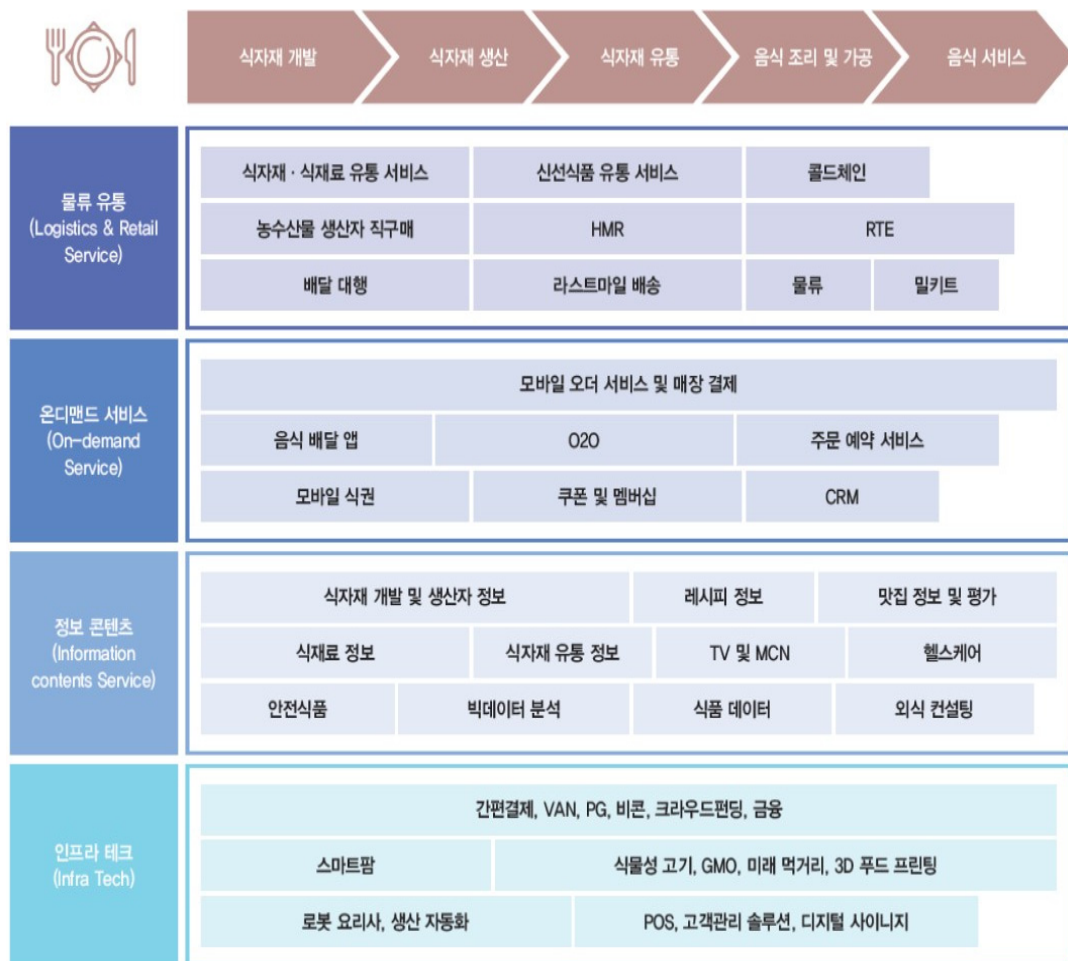 식자재 개발
식자재 생산
식자재 유통
음식 조리 및 가공
음식 서비스
물류 유통
(Logistics & Retail
Service)
식자재 · 식재료 유통 서비스
신선식품 유통 서비스
콜드체인
농수산물 생산자 직구매
HMR
RTE
배달 대행
라스트마일 배송
물류
밀키트
온디맨드 서비스
(On-demand
Service)
모바일 오더 서비스 및 매장 결제
음식 배달 앱
O2O
주문 예약 서비스
모바일 식권
쿠폰 및 멤버십
CRM
정보 콘텐츠
(Information
contents Service)
식자재 개발 및 생산자 정보
레시피 정보
맛집 정보 및 평가
식재료 정보
식자재 유통 정보
TV 및 MCN
헬스케어
안전식품
빅데이터 분석
식품 데이터
외식 컨설팅
인프라 테크
(Infra Tech)
간편결제, VAN, PG, 비콘, 크라우드펀딩, 금융
스마트팜
식물성 고기, GMO, 미래 먹거리, 3D 푸드 프린팅
로봇 요리사, 생산 자동화
POS, 고객관리 솔루션, 디지털 사이니지